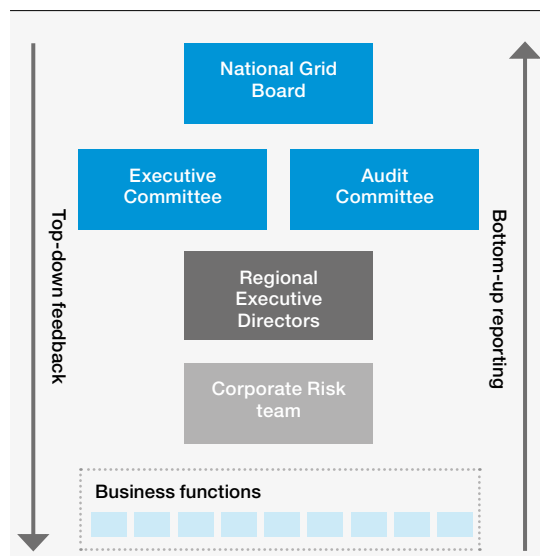 National Grid
Board
Executive
Committee
Audit
Committee
Top-down feedback
Bottom-up reporting
Regional
Executive
Directors
Corporate Risk
team
Business functions